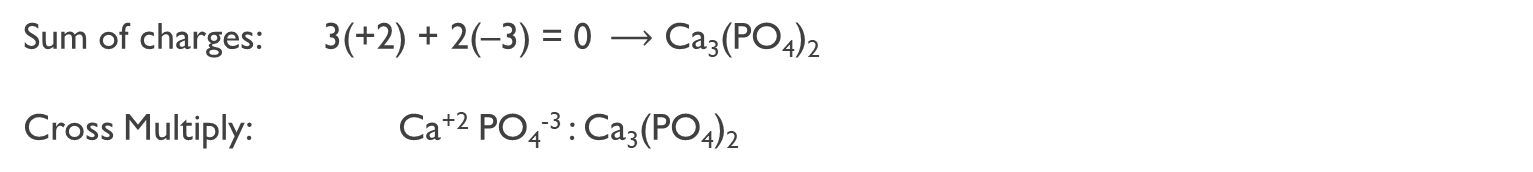 Sum of charges: 3(+2) + 2(–3) = 0 ⟶ Ca₃(PO₄)₂
Cross Multiply: Ca⁺² PO₄⁻³ : Ca₃(PO₄)₂